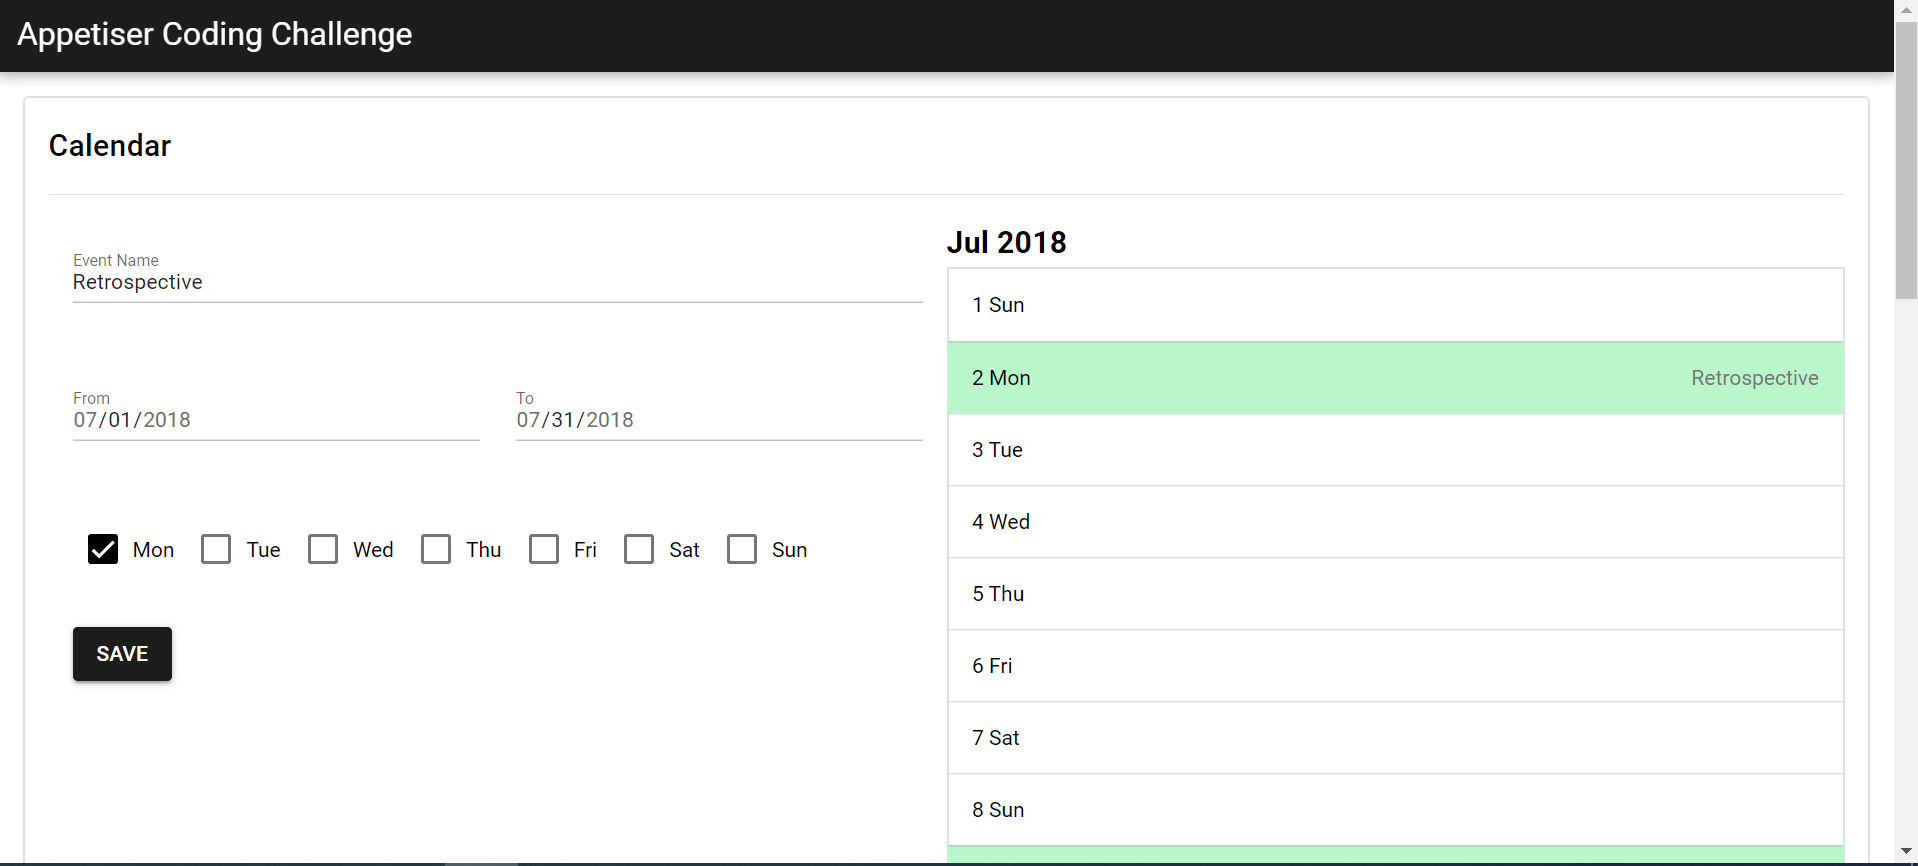 Appetiser Coding Challenge
Calendar
Event Name
Retrospective
From
07/01/2018
To
07/31/2018
Mon
Tue
Wed
Thu
Fri
Sat
Sun
SAVE
Jul 2018
1 Sun
2 Mon Retrospective
3 Tue
4 Wed
5 Thu
6 Fri
7 Sat
8 Sun